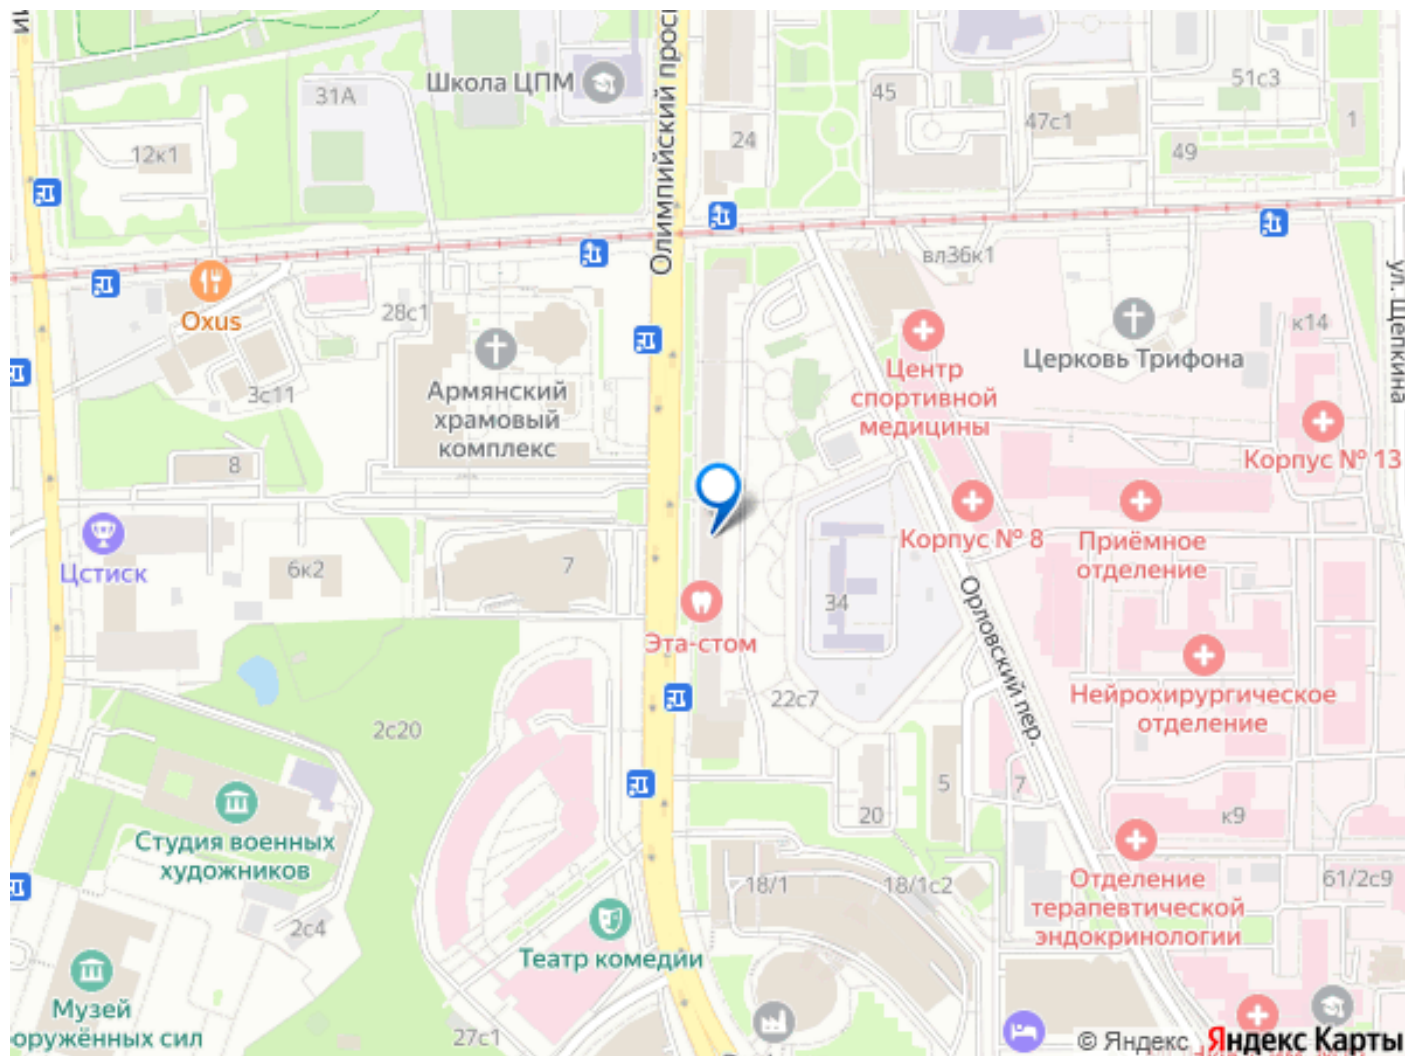 Олимпийский прос
Школа ЦПМ
31А
12к1
24
45
47с1
51с3
49
1
вл36к1
ул. Щепкина
Oxus
28с1
3с11
8
Армянский
храмовый
комплекс
Церковь Трифона
к14
Центр
спортивной
медицины
Корпус № 13
Корпус № 8
Приёмное
отделение
Цстиск
6к2
7
Эта-стом
34
Орловский пер.
Нейрохирургическое
отделение
22с7
2с20
5
7
20
к9
Студия военных
художников
18/1
18/1с2
Отделение
терапевтической
эндокринологии
61/2с9
2с4
Театр комедии
Музей
оружённых сил
27с1
© Яндекс Яндекс Карты